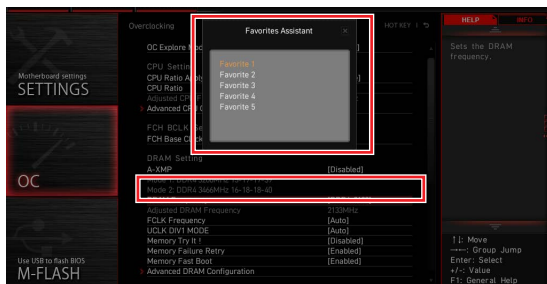 Overclocking
HOT KEY
HELP
INFO
Favorites Assistant
Favorite 1
Favorite 2
Favorite 3
Favorite 4
Favorite 5
Motherboard settings
SETTINGS
OC
Use USB to flash BIOS
M-FLASH
OC Explore
CPU
CPU Ratio
CPU Ratio
Adjusted
Advanced
FCH BCLK
FCH Base
DRAM Setting
A-XMP [Disabled]
Mode 2: DDR4 3466MHz 16-18-18-40
Adjusted DRAM Frequency 2133MHz
FCLK Frequency [Auto]
UCLK DIV1 MODE [Auto]
Memory Try It ! [Disabled]
Memory Failure Retry [Enabled]
Memory Fast Boot [Enabled]
Advanced DRAM Configuration
Sets the DRAM
frequency.
↑↓: Move
→←: Group Jump
Enter: Select
+/-: Value
F1: General Help